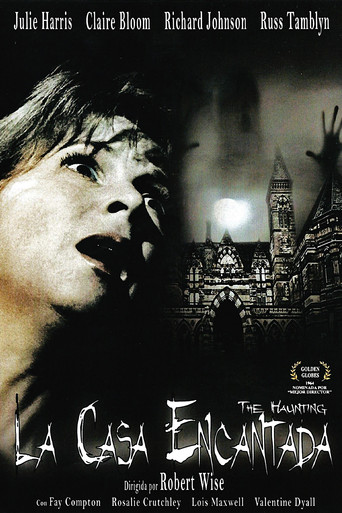 Julie Harris Claire Bloom Richard Johnson Russ Tamblyn
GOLDEN
GLOBES
1964
NOMINADA POR
"MEJOR DIRECTOR"
THE HAUNTING
LA CASA ENCANTADA
Dirigida por Robert Wise
Con Fay Compton Rosalie Crutchley Lois Maxwell Valentine Dyall